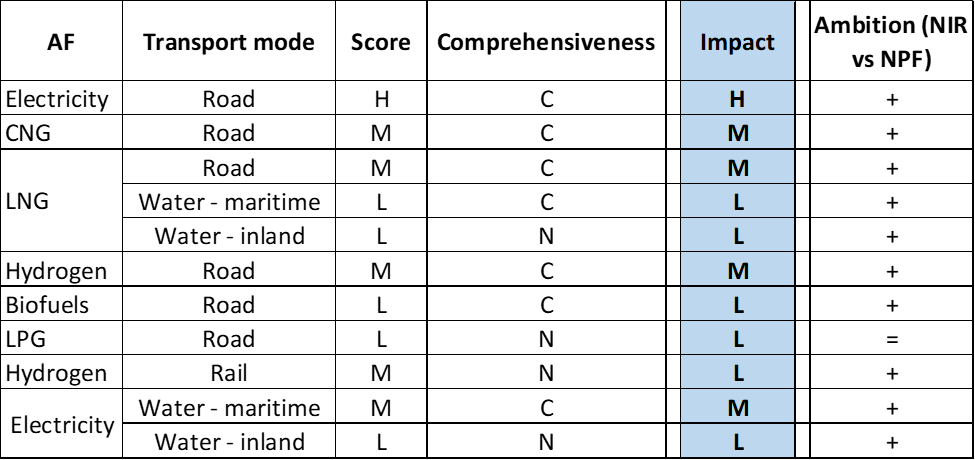 AF Transport mode Score Comprehensiveness Impact Ambition (NIR vs NPF)
Electricity Road H C H +
CNG Road M C M +
LNG Road M C M +
Water - maritime L C L +
Water - inland L N L +
Hydrogen Road M C M +
Biofuels Road L C L +
LPG Road L N L =
Hydrogen Rail M N L +
Electricity Water - maritime M C M +
Water - inland L N L +